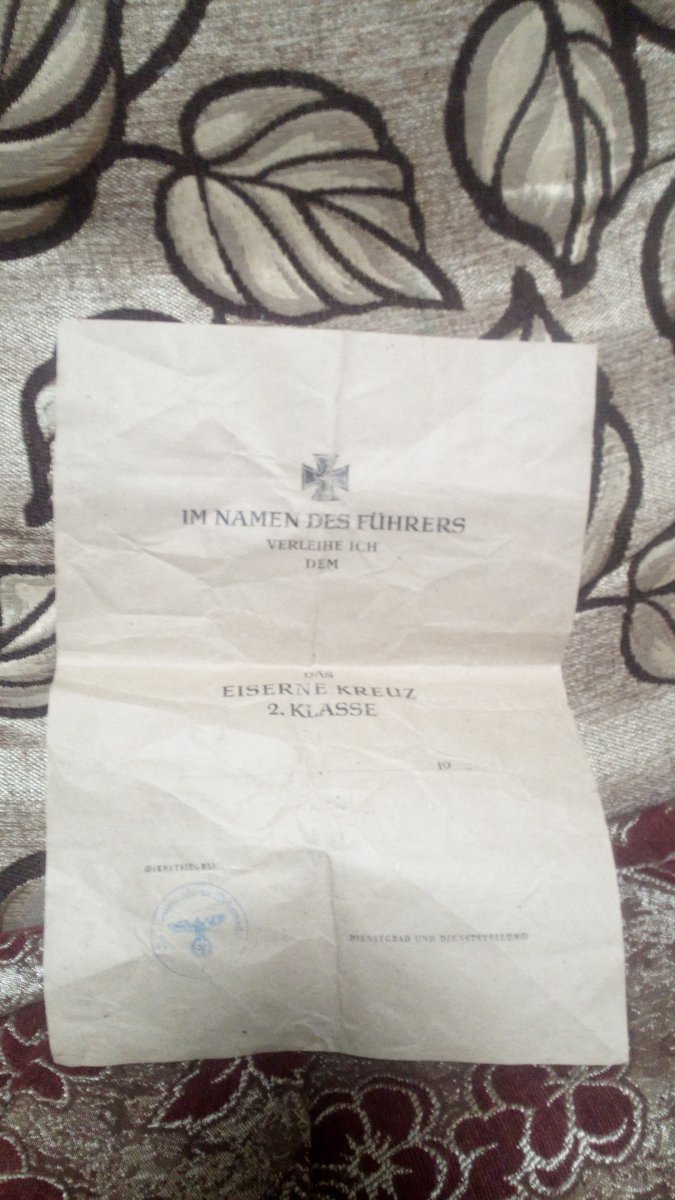 IM NAMEN DES FÜHRERS
VERLEIHE ICH
DEM
DAS
EISERNE KREUZ
2. KLASSE
19
DIENSTSIEGEL
DIENSTGRAD UND DIENSTSTELLUNG